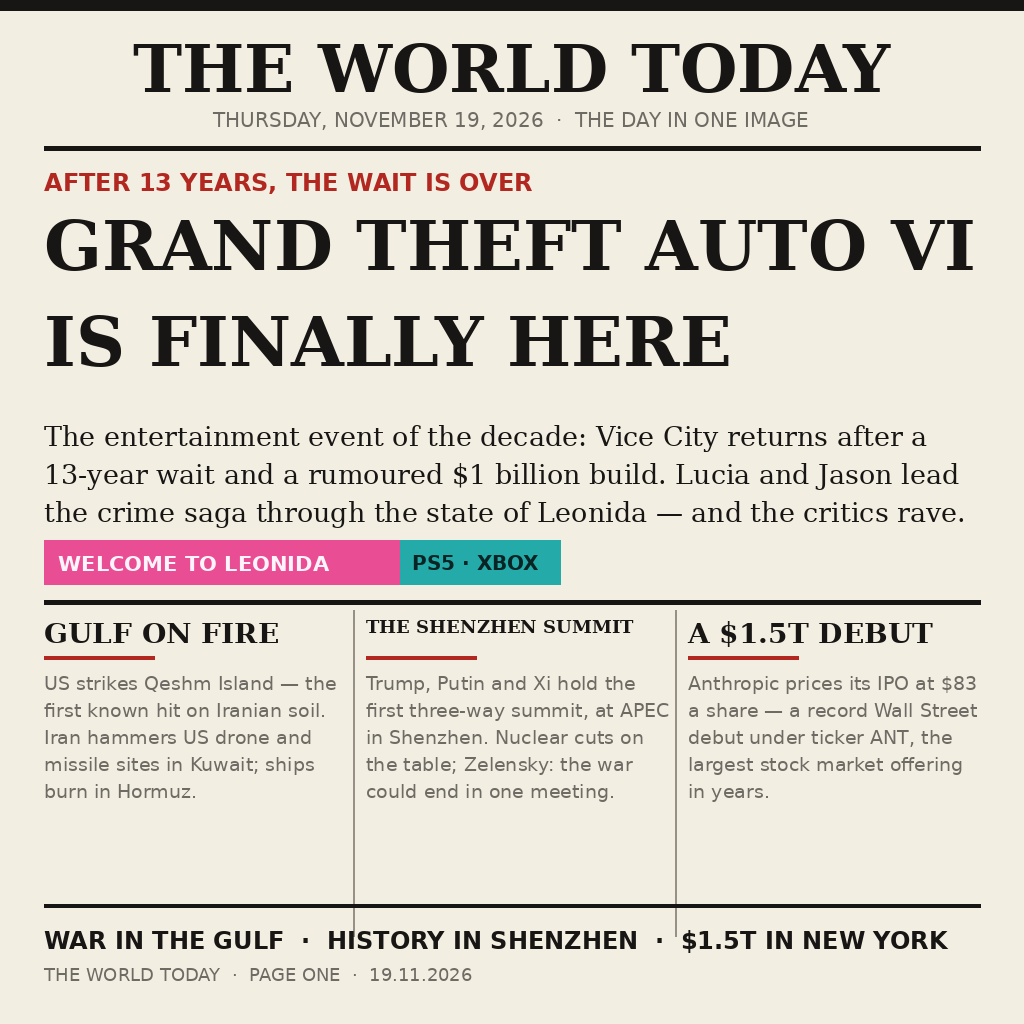 THE WORLD TODAY
THURSDAY, NOVEMBER 19, 2026 · THE DAY IN ONE IMAGE
AFTER 13 YEARS, THE WAIT IS OVER
GRAND THEFT AUTO VI
IS FINALLY HERE
The entertainment event of the decade: Vice City returns after a
13-year wait and a rumoured $1 billion build. Lucia and Jason lead
the crime saga through the state of Leonida — and the critics rave.
WELCOME TO LEONIDA
PS5 · XBOX
GULF ON FIRE
US strikes Qeshm Island — the
first known hit on Iranian soil.
Iran hammers US drone and
missile sites in Kuwait; ships
burn in Hormuz.
THE SHENZHEN SUMMIT
Trump, Putin and Xi hold the
first three-way summit, at APEC
in Shenzhen. Nuclear cuts on
the table; Zelensky: the war
could end in one meeting.
A $1.5T DEBUT
Anthropic prices its IPO at $83
a share — a record Wall Street
debut under ticker ANT, the
largest stock market offering
in years.
WAR IN THE GULF · HISTORY IN SHENZHEN · $1.5T IN NEW YORK
THE WORLD TODAY · PAGE ONE · 19.11.2026